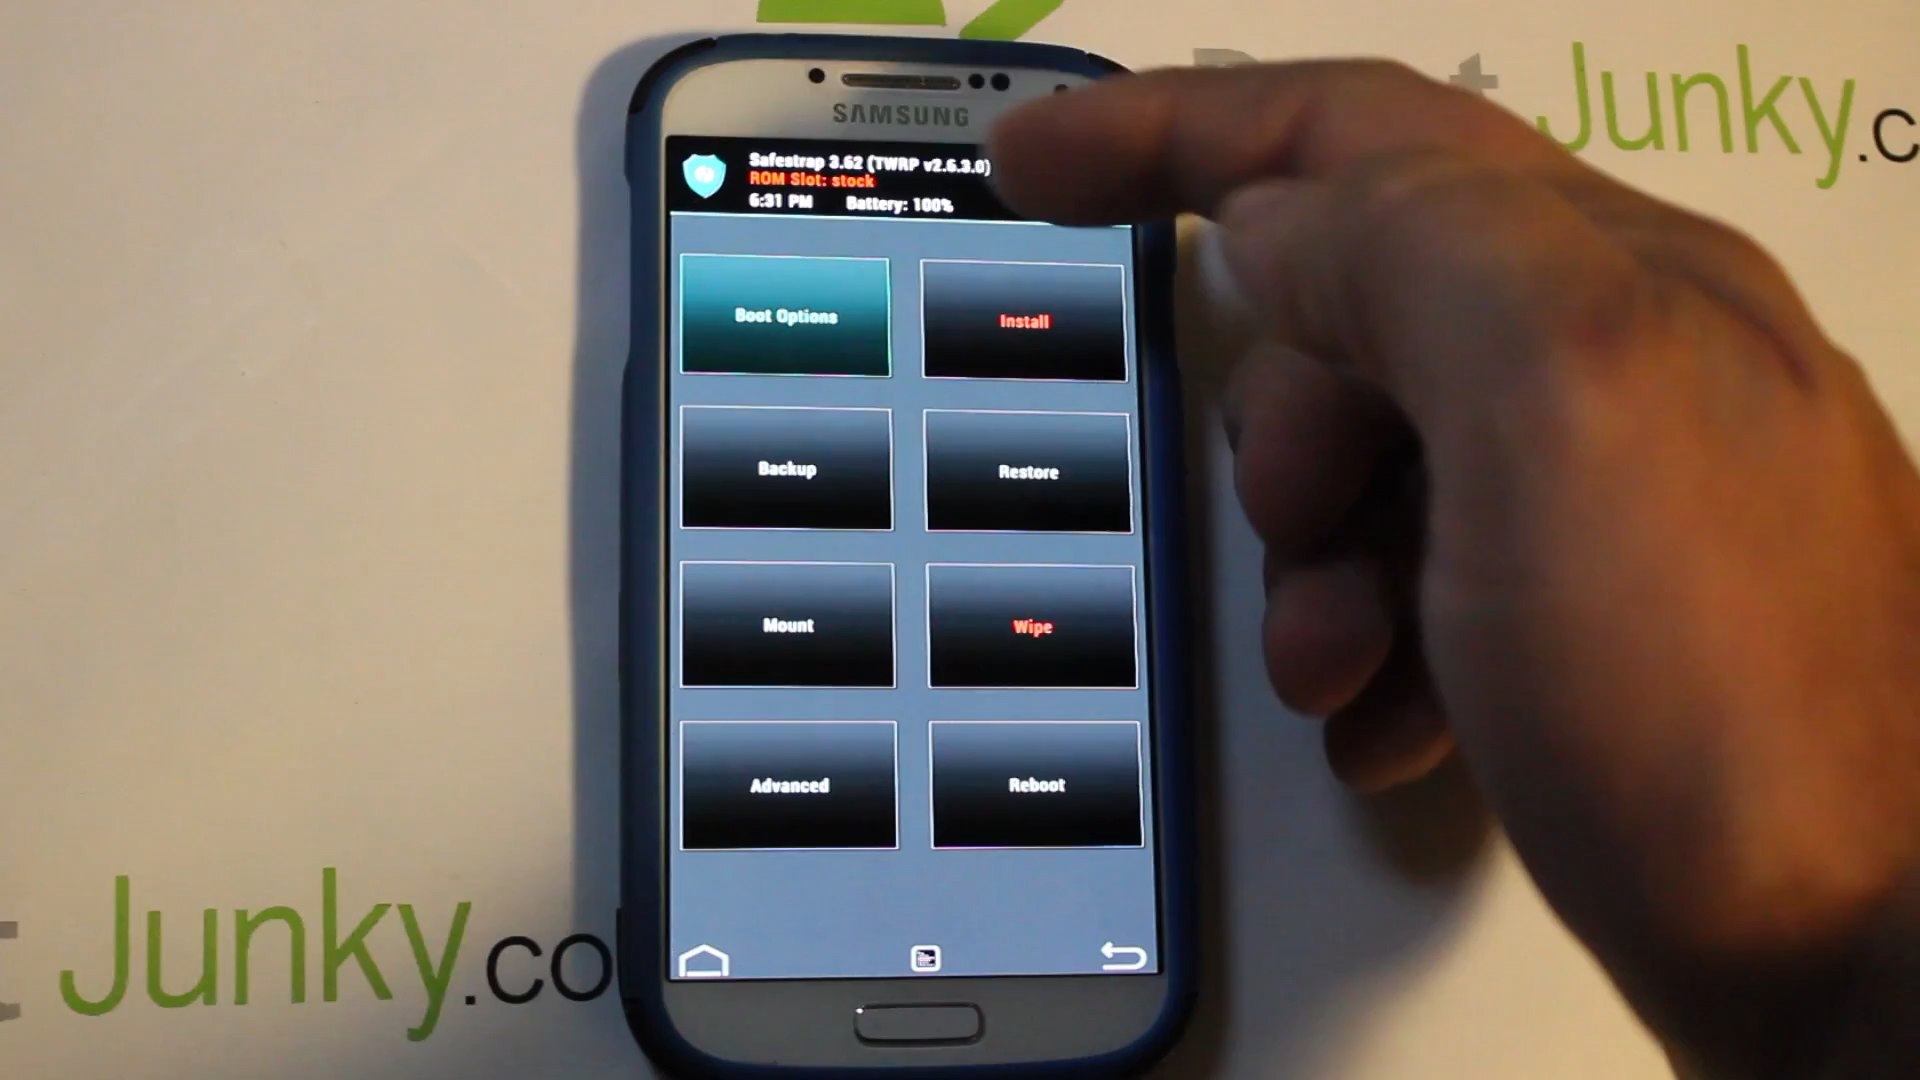 Junky.c
SAMSUNG
Safestrap 3.62 (TWRP v2.6.3.0)
ROM Slot: stock
6:31 PM Battery: 100%
Boot Options
Install
Backup
Restore
Mount
Wipe
Advanced
Reboot
Junky.co